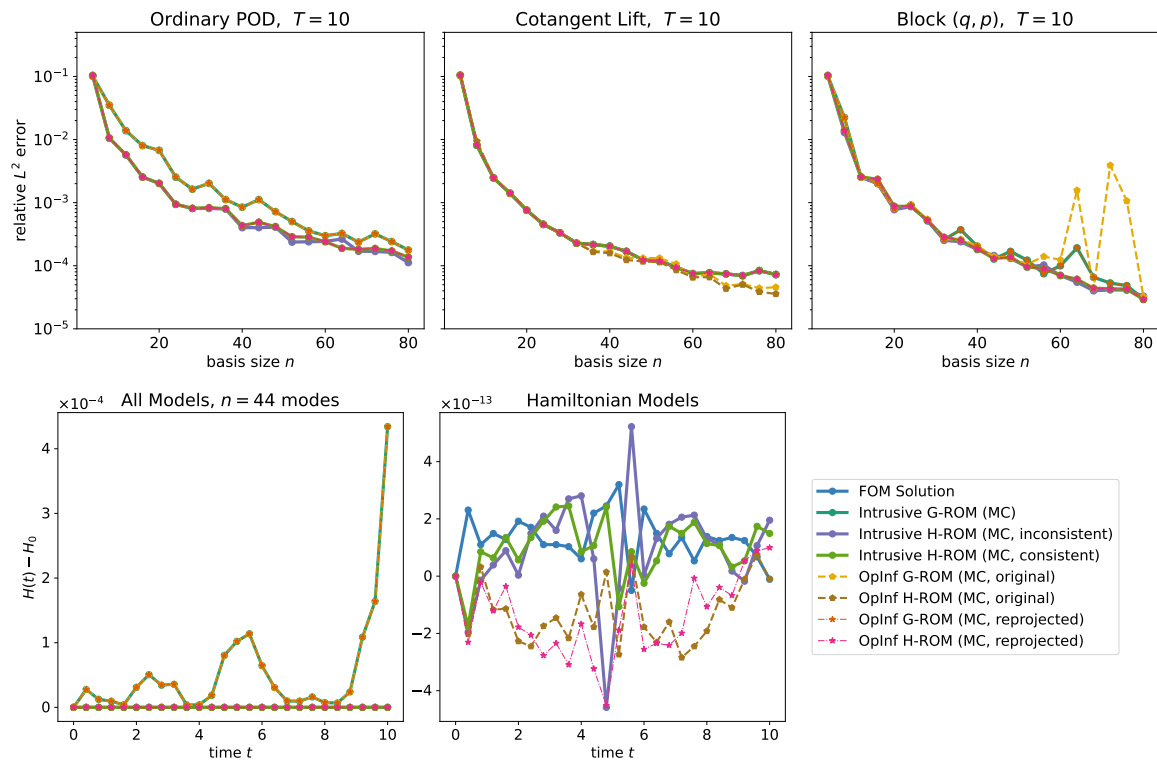 Ordinary POD, T = 10
Cotangent Lift, T = 10
Block (q, p), T = 10
relative L² error
10⁻¹
10⁻²
10⁻³
10⁻⁴
10⁻⁵
20 40 60 80
20 40 60 80
20 40 60 80
basis size n
basis size n
basis size n
×10⁻⁴
All Models, n = 44 modes
×10⁻¹³
Hamiltonian Models
H(t) − H₀
4
3
2
1
0
4
2
0
−2
−4
0 2 4 6 8 10
0 2 4 6 8 10
time t
time t
FOM Solution
Intrusive G-ROM (MC)
Intrusive H-ROM (MC, inconsistent)
Intrusive H-ROM (MC, consistent)
OpInf G-ROM (MC, original)
OpInf H-ROM (MC, original)
OpInf G-ROM (MC, reprojected)
OpInf H-ROM (MC, reprojected)